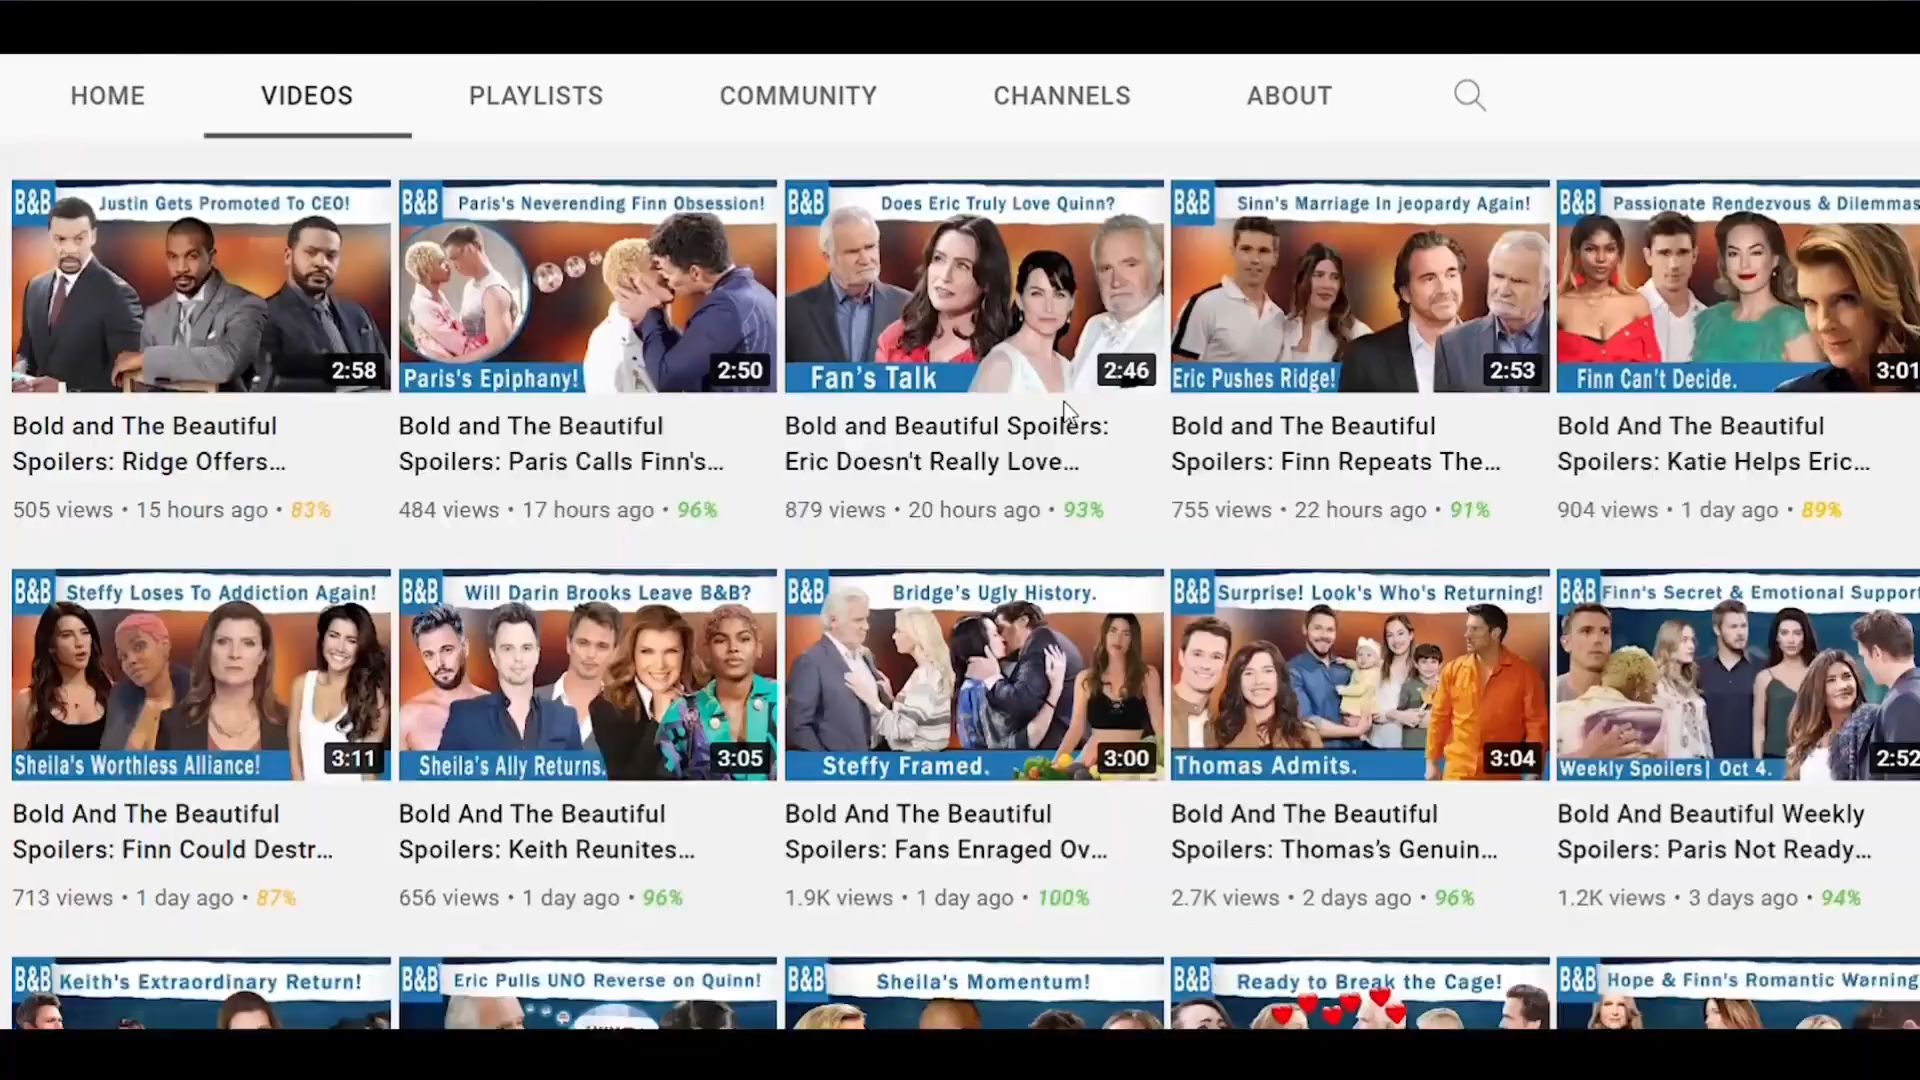 HOME VIDEOS PLAYLISTS COMMUNITY CHANNELS ABOUT
B&B Justin Gets Promoted To CEO!
2:58
Bold and The Beautiful
Spoilers: Ridge Offers...
505 views • 15 hours ago • 83%
B&B Paris's Neverending Finn Obsession!
Paris's Epiphany!
2:50
Bold and The Beautiful
Spoilers: Paris Calls Finn's...
484 views • 17 hours ago • 96%
B&B Does Eric Truly Love Quinn?
Fan's Talk
2:46
Bold and Beautiful Spoilers:
Eric Doesn't Really Love...
879 views • 20 hours ago • 93%
B&B Sinn's Marriage In jeopardy Again!
Eric Pushes Ridge!
2:53
Bold and The Beautiful
Spoilers: Finn Repeats The...
755 views • 22 hours ago • 91%
B&B Passionate Rendezvous & Dilemmas
Finn Can't Decide.
3:01
Bold And The Beautiful
Spoilers: Katie Helps Eric...
904 views • 1 day ago • 89%
B&B Steffy Loses To Addiction Again!
Sheila's Worthless Alliance!
3:11
Bold And The Beautiful
Spoilers: Finn Could Destr...
713 views • 1 day ago • 87%
B&B Will Darin Brooks Leave B&B?
Sheila's Ally Returns.
3:05
Bold And The Beautiful
Spoilers: Keith Reunites...
656 views • 1 day ago • 96%
B&B Bridge's Ugly History.
Steffy Framed.
3:00
Bold And The Beautiful
Spoilers: Fans Enraged Ov...
1.9K views • 1 day ago • 100%
B&B Surprise! Look's Who's Returning!
Thomas Admits.
3:04
Bold And The Beautiful
Spoilers: Thomas's Genuin...
2.7K views • 2 days ago • 96%
B&B Finn's Secret & Emotional Support
Weekly Spoilers| Oct 4.
2:52
Bold And Beautiful Weekly
Spoilers: Paris Not Ready...
1.2K views • 3 days ago • 94%
B&B Keith's Extraordinary Return!
B&B Eric Pulls UNO Reverse on Quinn!
B&B Sheila's Momentum!
B&B Ready to Break the Cage!
B&B Hope & Finn's Romantic Warning